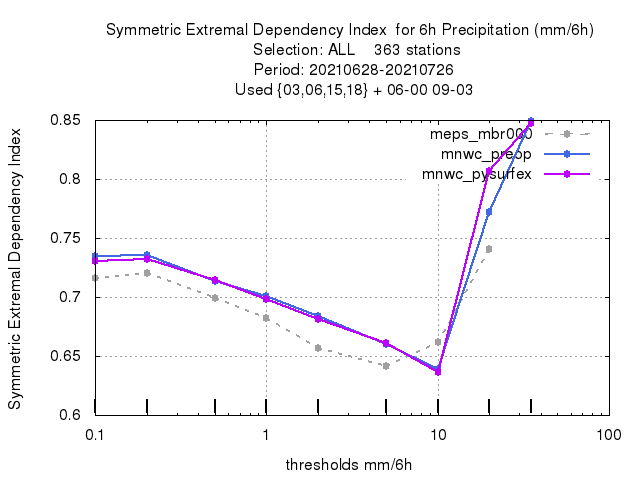 Symmetric Extremal Dependency Index  for 6h Precipitation (mm/6h)
Selection: ALL    363 stations
Period: 20210628-20210726
Used {03,06,15,18} + 06-00 09-03
meps_mbr000
mnwc_preop
mnwc_pysurfex
Symmetric Extremal Dependency Index
0.85
0.8
0.75
0.7
0.65
0.6
0.1 1 10 100
thresholds mm/6h